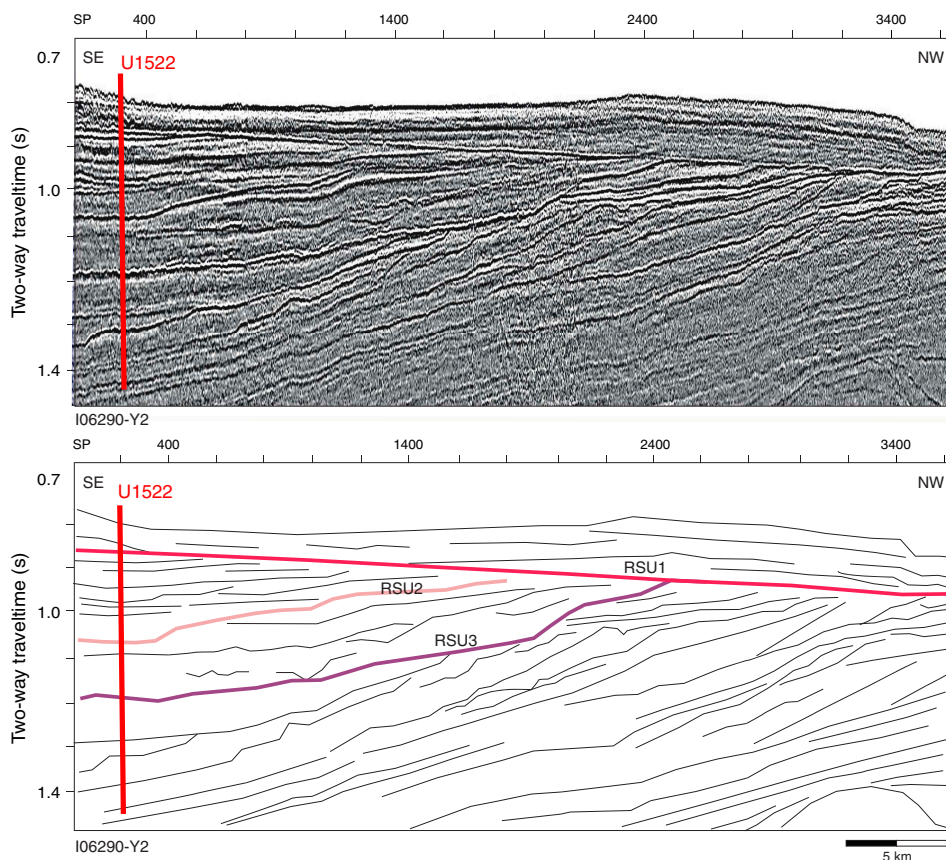 SP 400 1400 2400 3400
0.7 SE U1522 NW
Two-way traveltime (s)
1.0
1.4
I06290-Y2
SP 400 1400 2400 3400
0.7 SE NW
U1522
Two-way traveltime (s)
RSU1
RSU2
1.0
RSU3
1.4
I06290-Y2
5 km